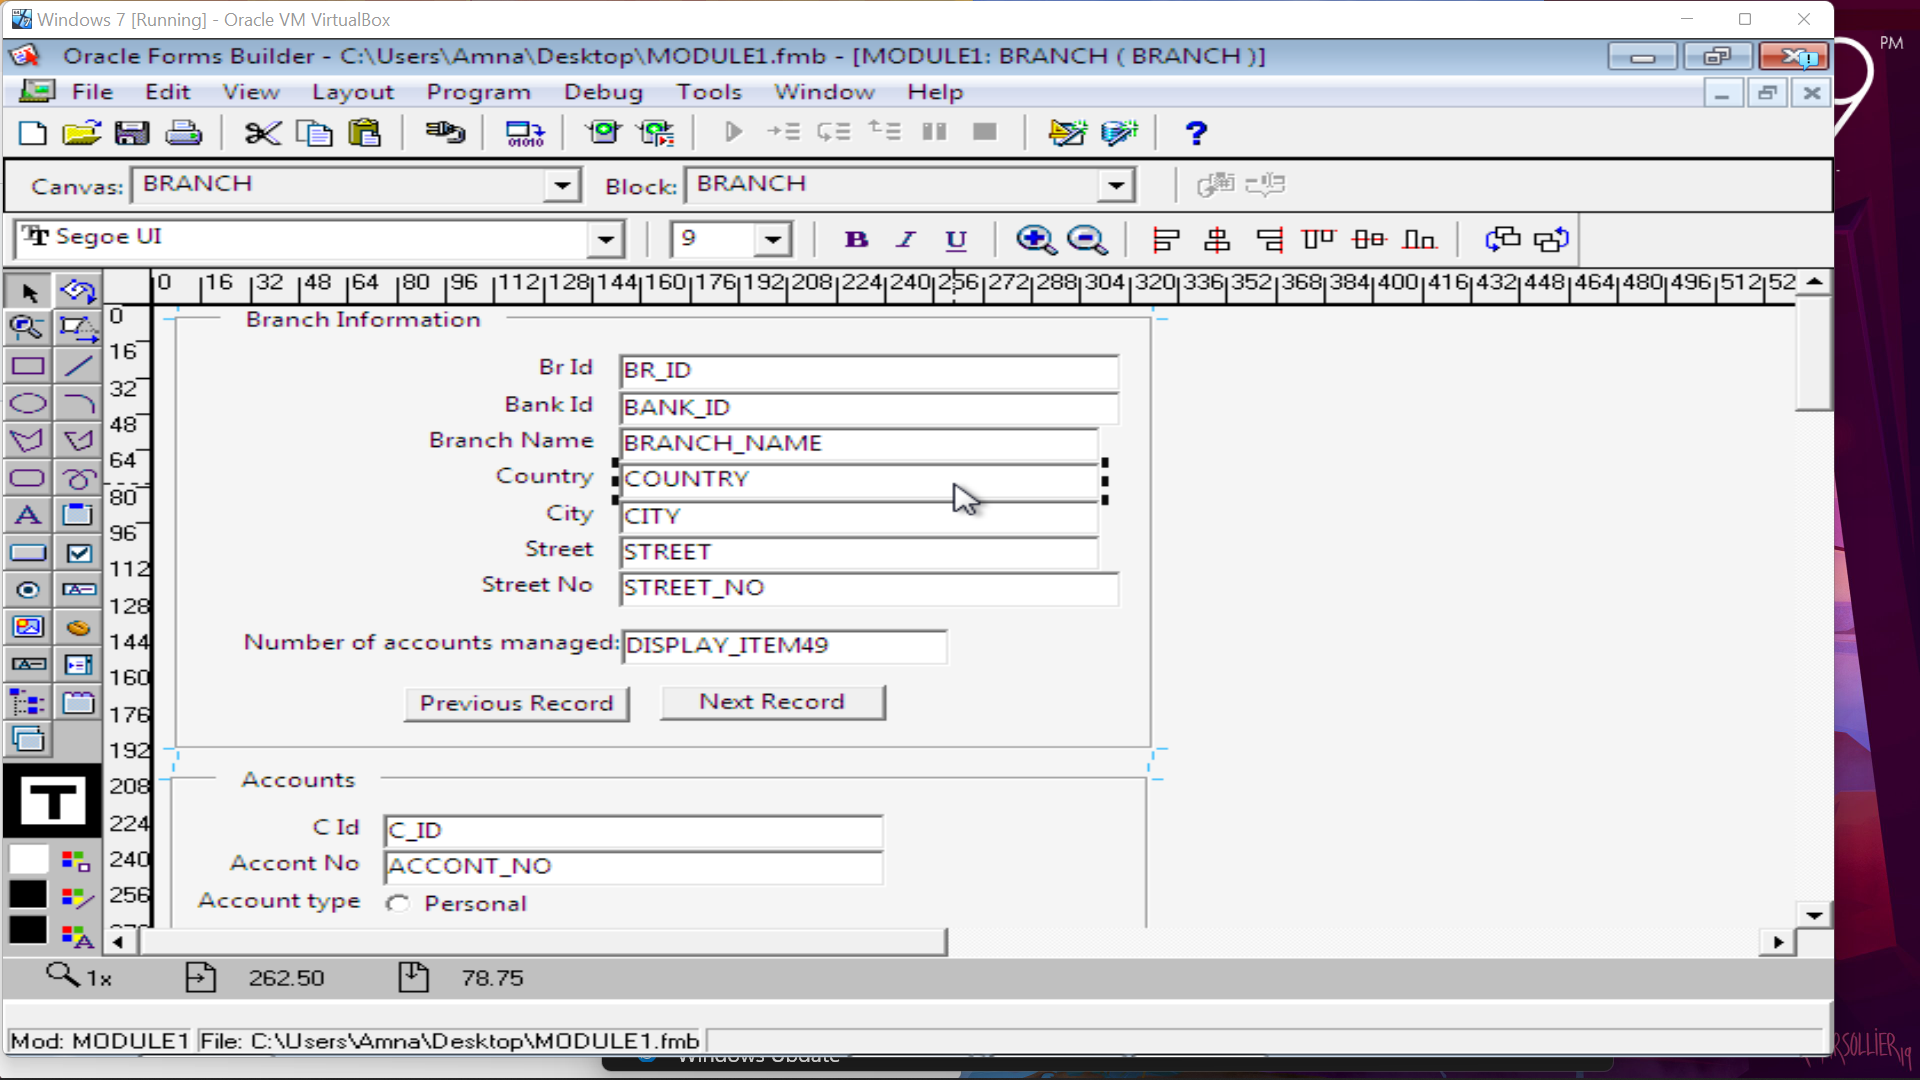 Windows 7 [Running] - Oracle VM VirtualBox
PM
Oracle Forms Builder - C:\Users\Amna\Desktop\MODULE1.fmb - [MODULE1: BRANCH ( BRANCH )]
File Edit View Layout Program Debug Tools Window Help
Canvas: BRANCH Block: BRANCH
Segoe UI 9 B I U
0 16 32 48 64 80 96 112 128 144 160 176 192 208 224 240 256 272 288 304 320 336 352 368 384 400 416 432 448 464 480 496 512 52
0
16
32
48
64
80
96
112
128
144
160
176
192
208
224
240
256
Branch Information
Br Id BR_ID
Bank Id BANK_ID
Branch Name BRANCH_NAME
Country COUNTRY
City CITY
Street STREET
Street No STREET_NO
Number of accounts managed: DISPLAY_ITEM49
Previous Record Next Record
Accounts
C Id C_ID
Accont No ACCONT_NO
Account type Personal
1x 262.50 78.75
Mod: MODULE1 File: C:\Users\Amna\Desktop\MODULE1.fmb
Windows Update